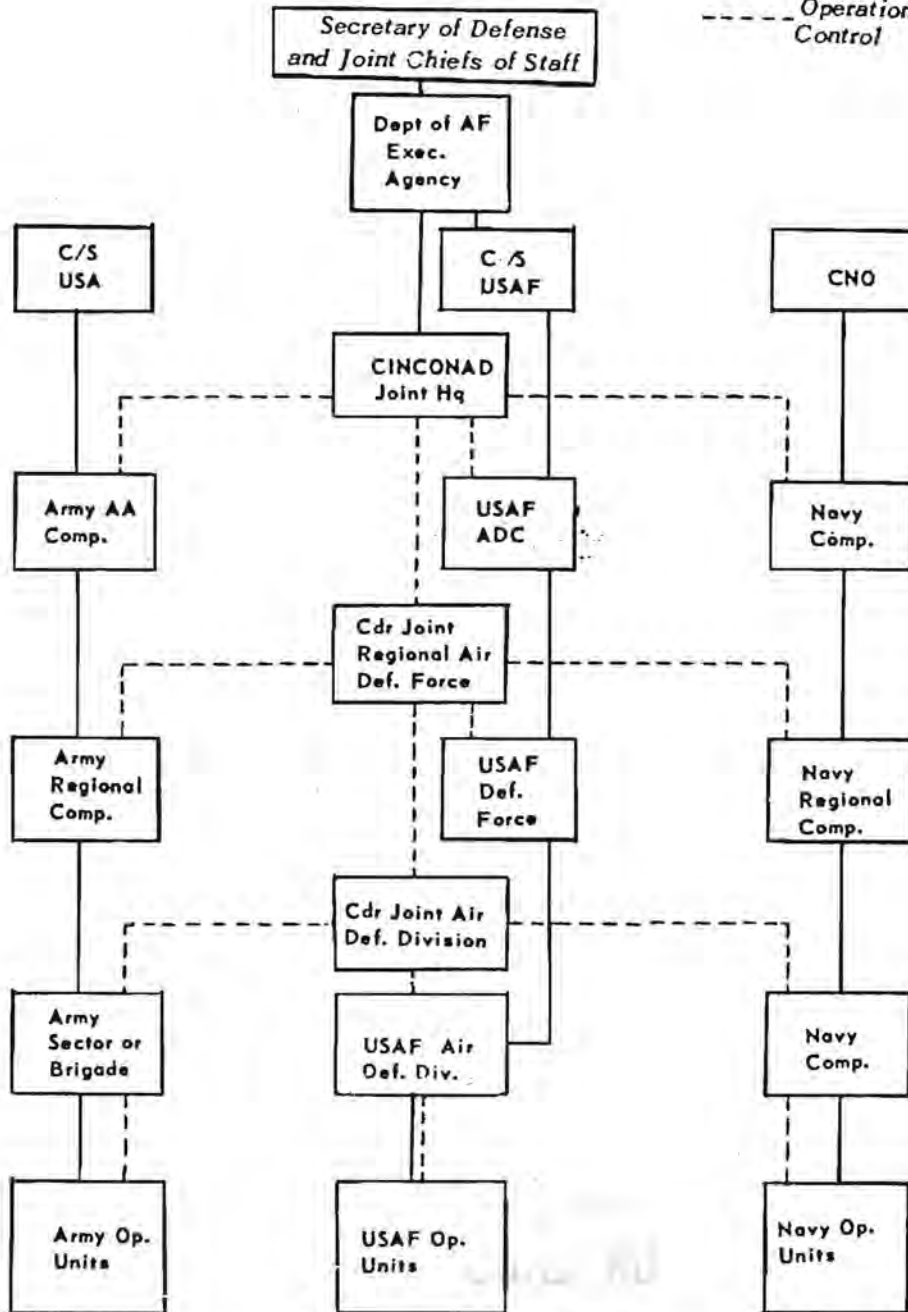 Operation
Control
Secretary of Defense
and Joint Chiefs of Staff
Dept of AF
Exec.
Agency
C/S
USA
C/S
USAF
CNO
CINCONAD
Joint Hq
Army AA
Comp.
USAF
ADC
Navy
Comp.
Cdr Joint
Regional Air
Def. Force
Army
Regional
Comp.
USAF
Def.
Force
Navy
Regional
Comp.
Cdr Joint Air
Def. Division
Army
Sector or
Brigade
USAF Air
Def. Div.
Navy
Comp.
Army Op.
Units
USAF Op.
Units
Navy Op.
Units